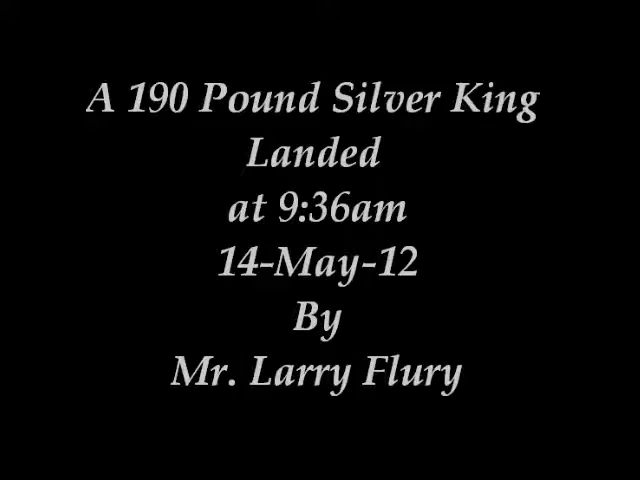 A 190 Pound Silver King
Landed
at 9:36am
14-May-12
By
Mr. Larry Flury